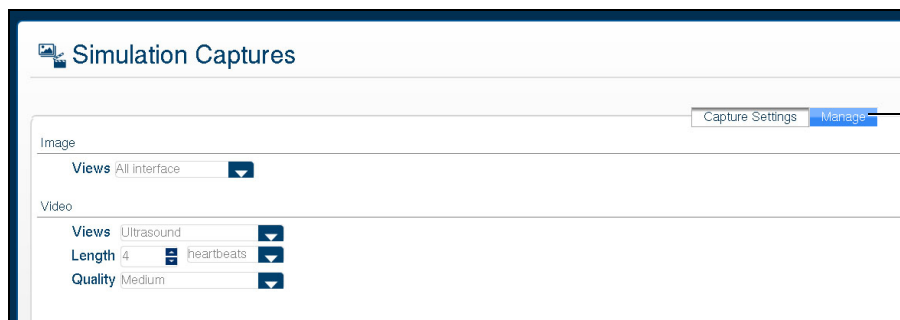 Simulation Captures
Capture Settings Manage
Image
Views All interface
Video
Views Ultrasound
Length 4 heartbeats
Quality Medium